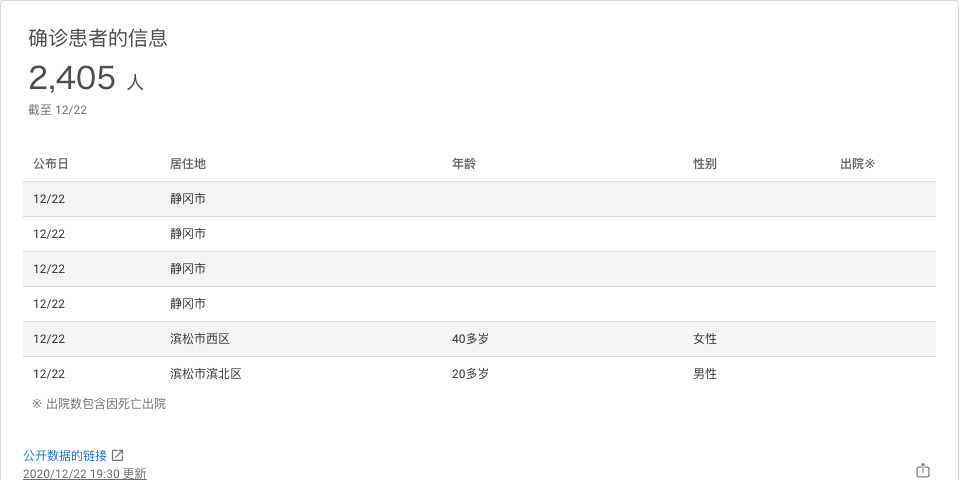 确诊患者的信息
2,405 人
截至 12/22
公布日 居住地 年龄 性别 出院※
12/22 静冈市
12/22 静冈市
12/22 静冈市
12/22 静冈市
12/22 滨松市西区 40多岁 女性
12/22 滨松市滨北区 20多岁 男性
※ 出院数包含因死亡出院
公开数据的链接
2020/12/22 19:30 更新